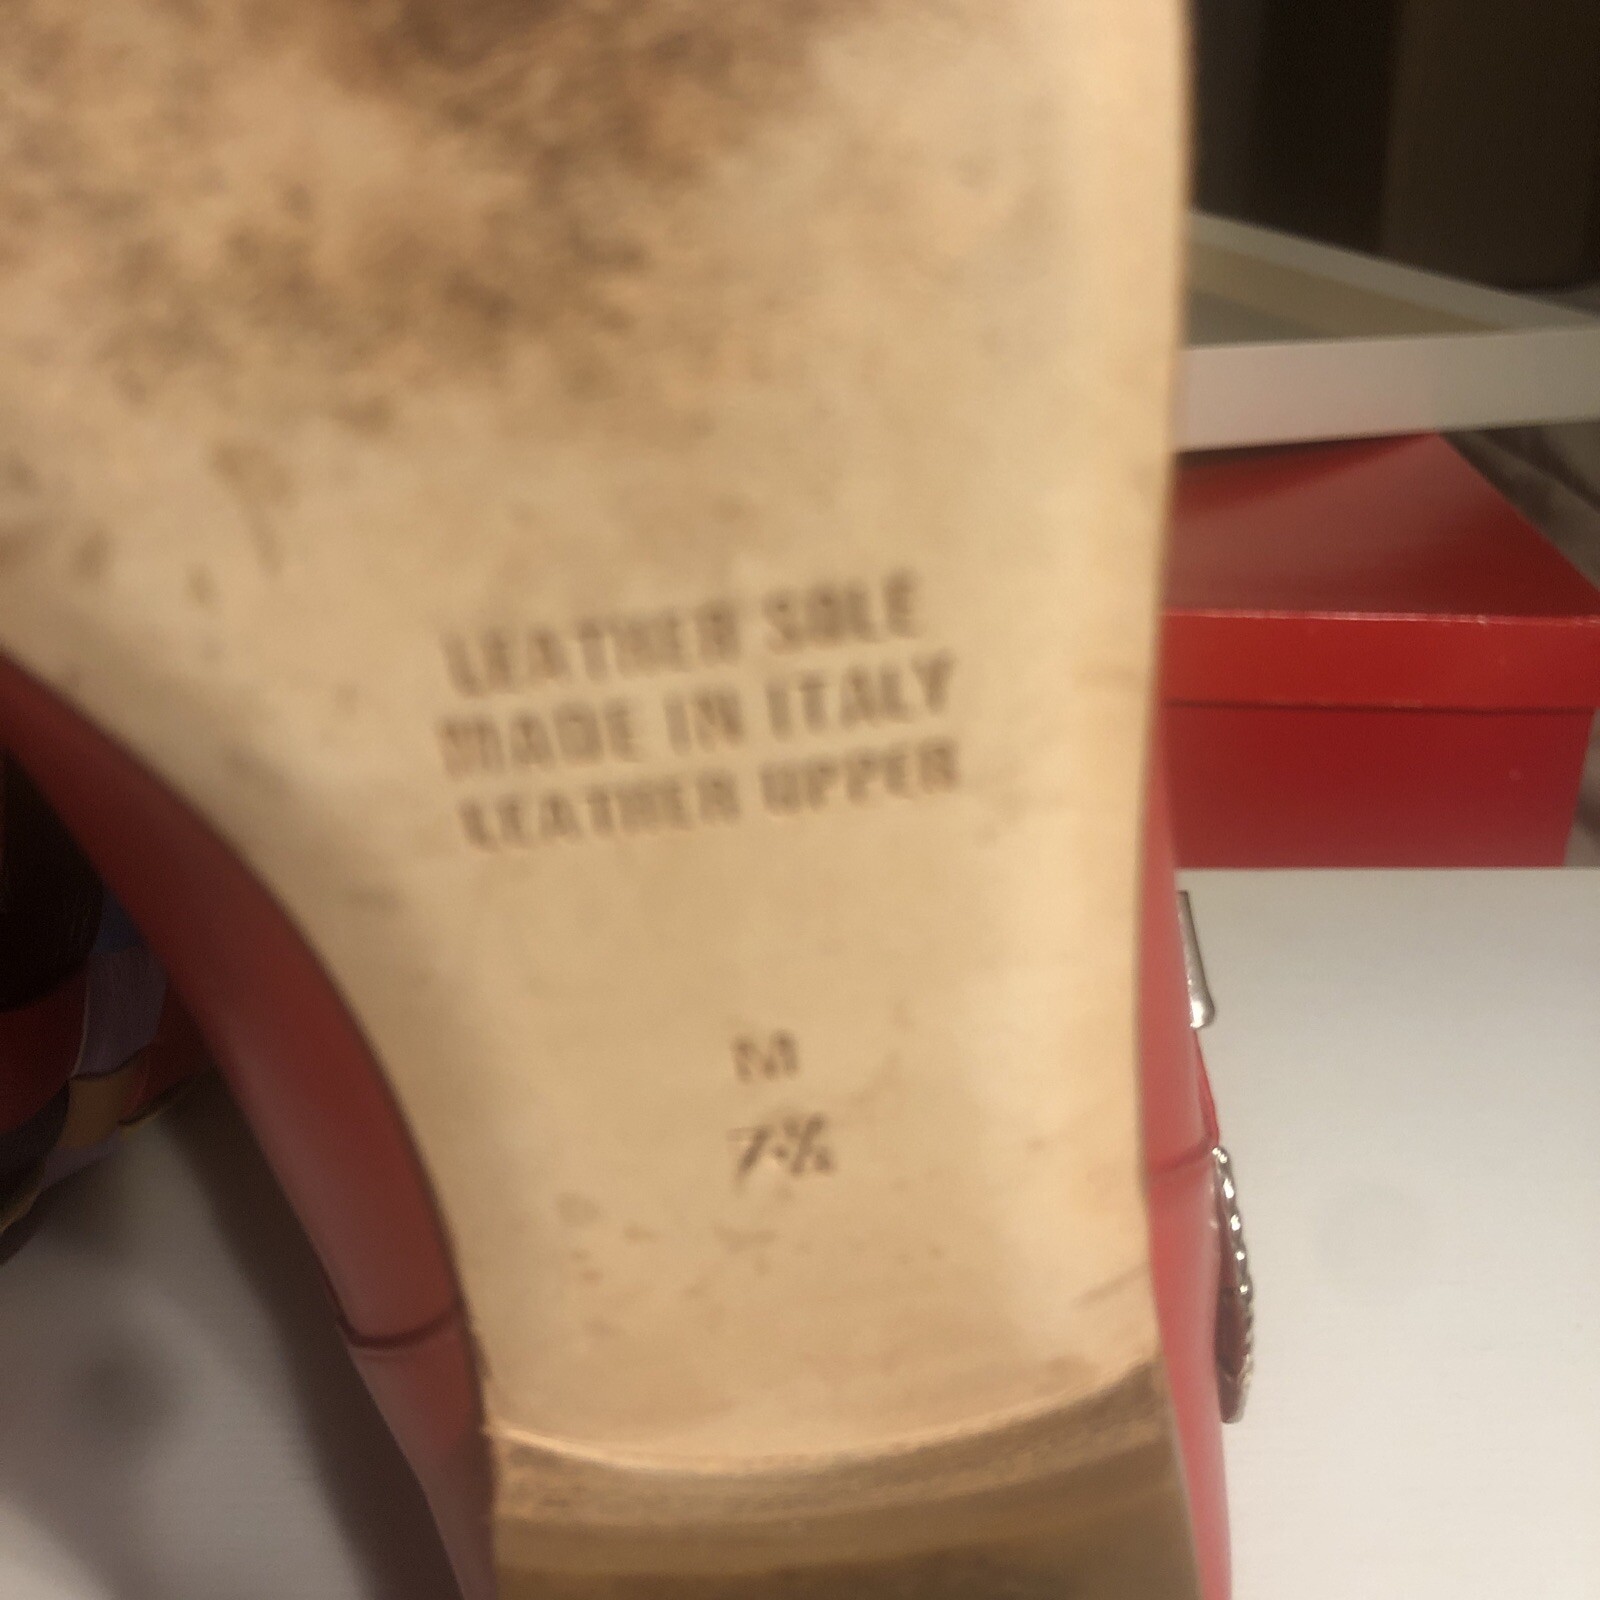 LEATHER SOLE
MADE IN ITALY
LEATHER UPPER
M
7½